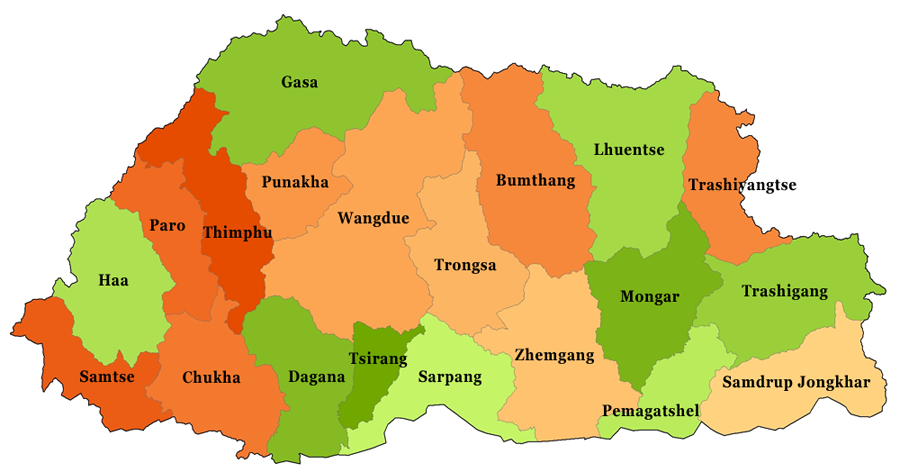 Gasa
Lhuentse
Punakha
Bumthang
Trashiyangtse
Wangdue
Paro
Thimphu
Trongsa
Haa
Mongar
Trashigang
Zhemgang
Tsirang
Samtse
Chukha
Dagana
Sarpang
Samdrup Jongkhar
Pemagatshel